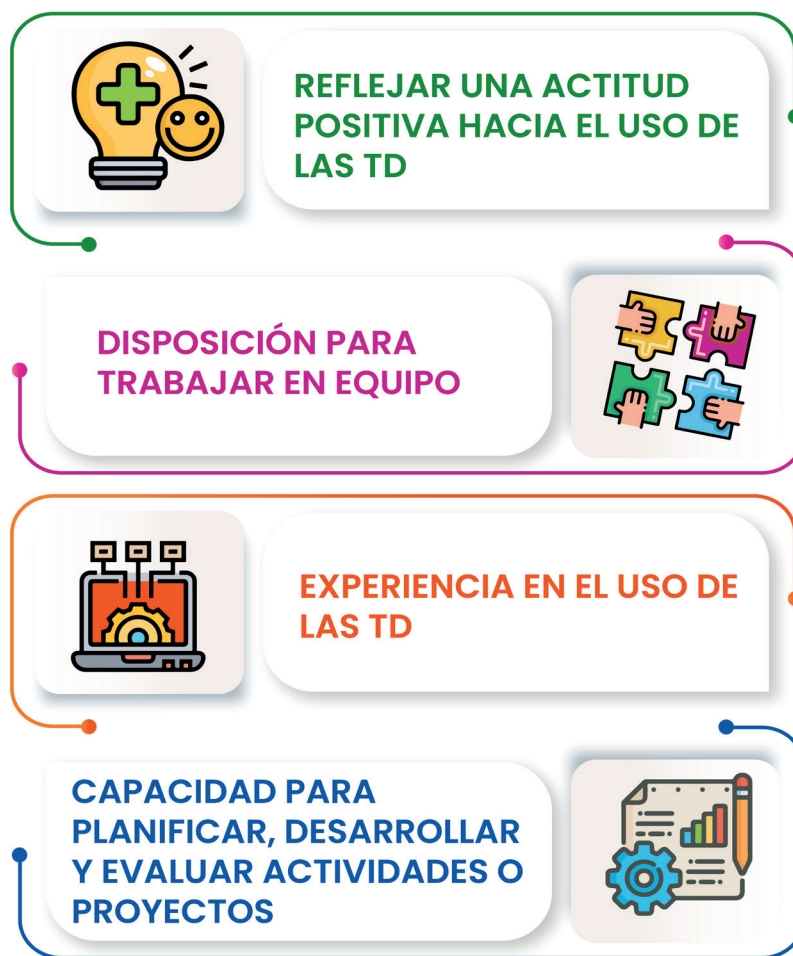 REFLEJAR UNA ACTITUD
POSITIVA HACIA EL USO DE
LAS TD
DISPOSICIÓN PARA
TRABAJAR EN EQUIPO
EXPERIENCIA EN EL USO DE
LAS TD
CAPACIDAD PARA
PLANIFICAR, DESARROLLAR
Y EVALUAR ACTIVIDADES O
PROYECTOS